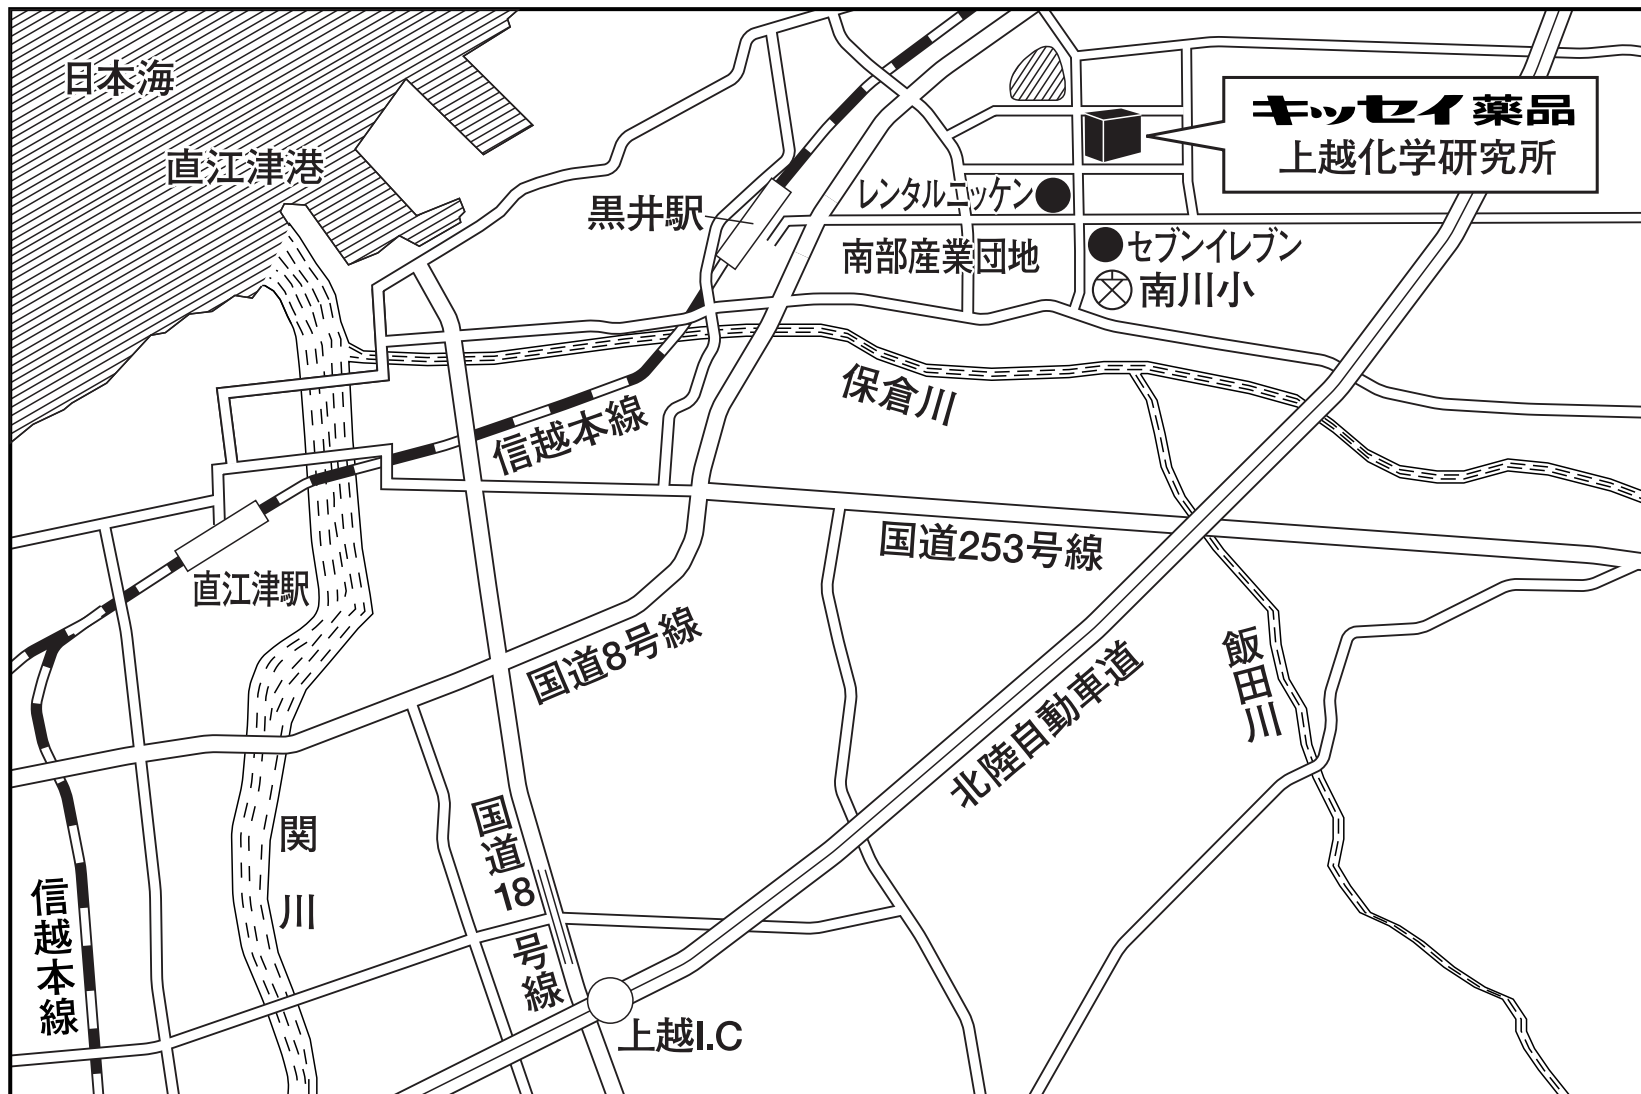 日本海
直江津港
黒井駅
キッセイ薬品
上越化学研究所
レンタルニッケン
南部産業団地
セブンイレブン
南川小
保倉川
信越本線
国道253号線
直江津駅
国道8号線
飯田川
北陸自動車道
関川
国道18号線
信越本線
上越I.C